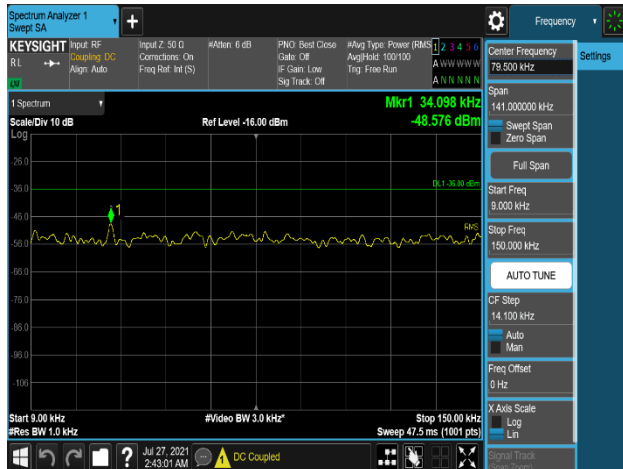 Spectrum Analyzer 1
Swept SA
Frequency
KEYSIGHT
RL
Input: RF
Coupling: DC
Align: Auto
Input Z: 50 Ω
Corrections: On
Freq Ref: Int (S)
#Atten: 6 dB
PNO: Best Close
Gate: Off
IF Gain: Low
Sig Track: Off
#Avg Type: Power (RMS
Avg|Hold: 100/100
Trig: Free Run
1 2 3 4 5 6
A W W W W W
A N N N N N
Center Frequency
79.500 kHz
Settings
Span
141.000000 kHz
Swept Span
Zero Span
Full Span
Start Freq
9.000 kHz
Stop Freq
150.000 kHz
AUTO TUNE
CF Step
14.100 kHz
Auto
Man
Freq Offset
0 Hz
X Axis Scale
Log
Lin
Signal Track
(Span Zoom)
1 Spectrum
Scale/Div 10 dB
Log
Ref Level -16.00 dBm
Mkr1 34.098 kHz
-48.576 dBm
-26.0
-36.0
DL1 -36.00 dBm
-46.0
1
RMS
-56.0
-66.0
-76.0
-86.0
-96.0
-106
Start 9.00 kHz
#Video BW 3.0 kHz*
Stop 150.00 kHz
#Res BW 1.0 kHz
Sweep 47.5 ms (1001 pts)
Jul 27, 2021
2:43:01 AM
DC Coupled